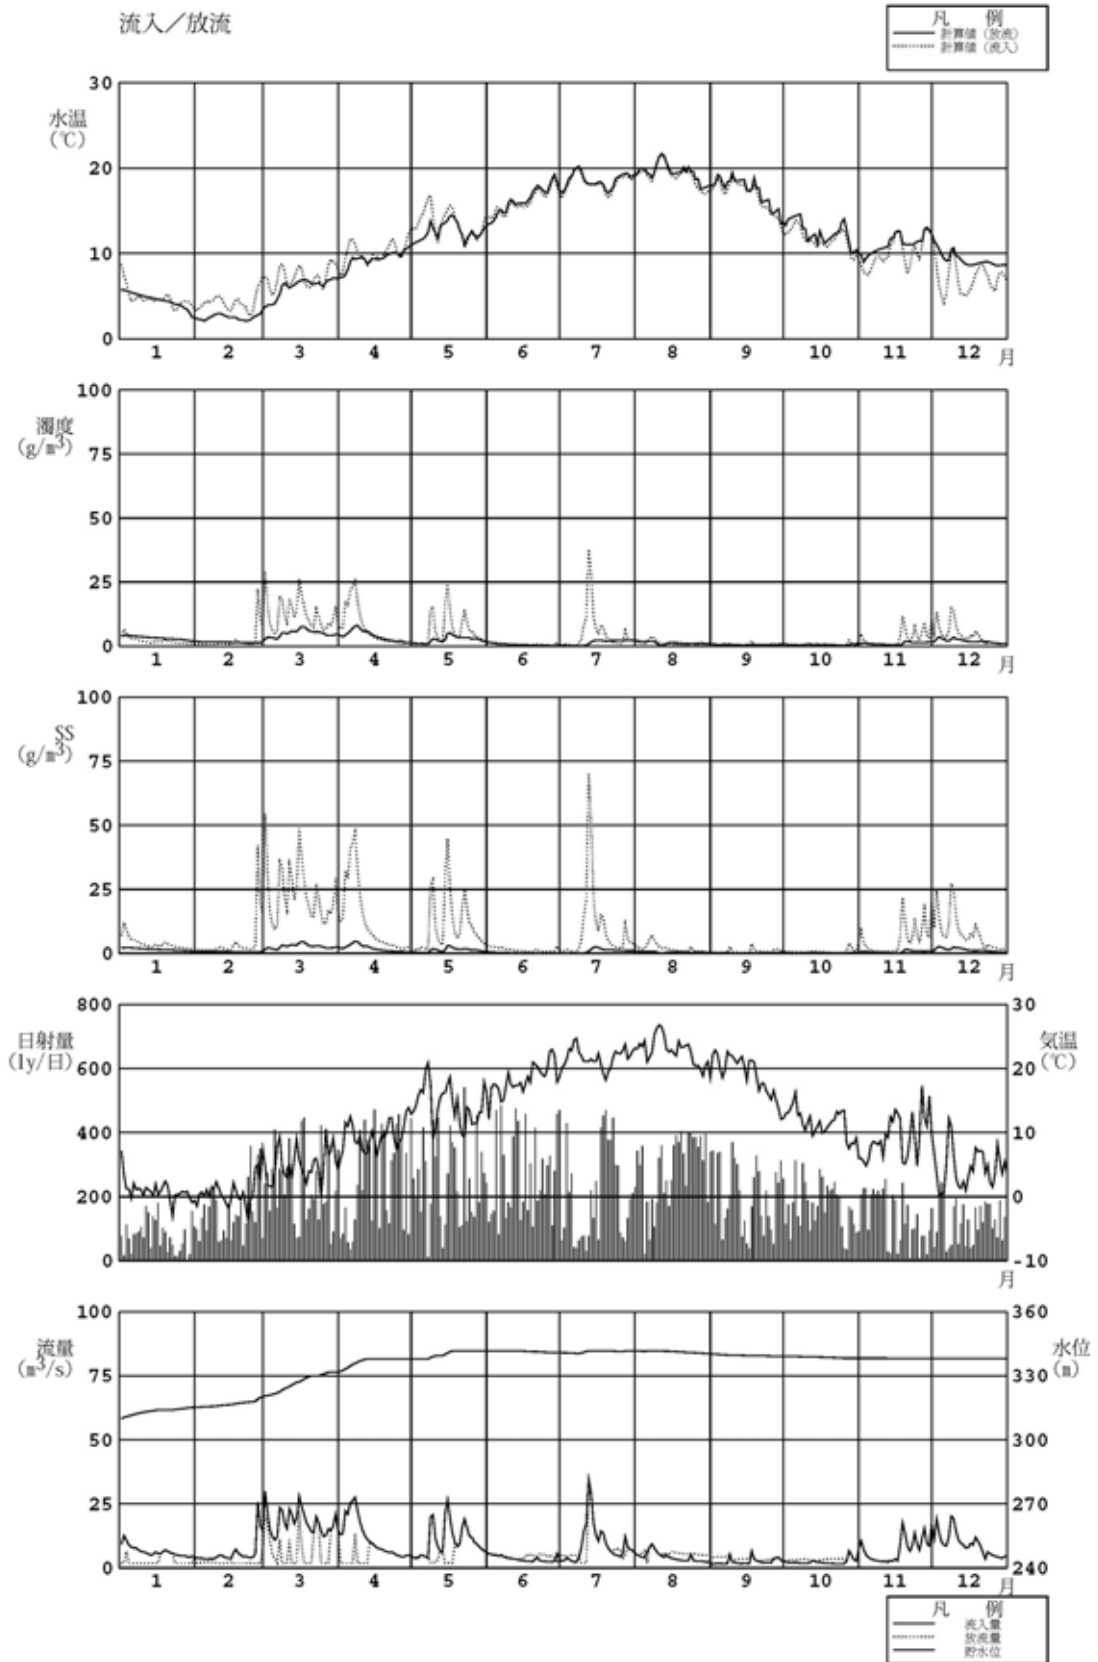 流入／放流
凡 例
計算値（放流）
計算値（流入）
水温
（℃）
30
20
10
0
1 2 3 4 5 6 7 8 9 10 11 12 月
濁度
(g/m³)
100
75
50
25
0
1 2 3 4 5 6 7 8 9 10 11 12 月
SS
(g/m³)
100
75
50
25
0
1 2 3 4 5 6 7 8 9 10 11 12 月
日射量
(ly/日)
800
600
400
200
0
気温
(℃)
30
20
10
0
-10
月
流量
(m³/s)
100
75
50
25
0
水位
(m)
360
330
300
270
240
1 2 3 4 5 6 7 8 9 10 11 12 月
凡 例
流入量
放流量
貯水位